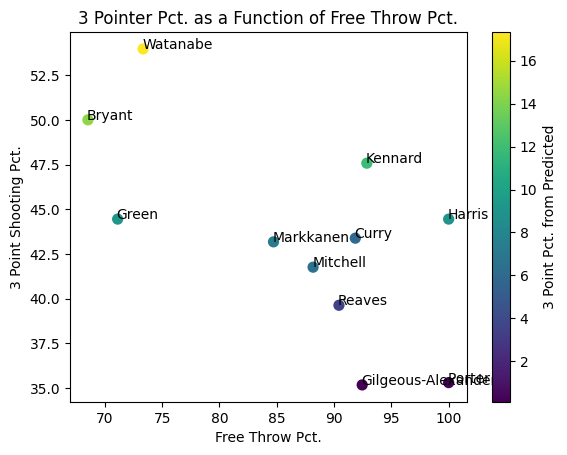 3 Pointer Pct. as a Function of Free Throw Pct.
Watanabe
Bryant
Kennard
Green
Harris
Markkanen
Curry
Mitchell
Reaves
Gilgeous-Alexander
Porter
52.5
50.0
47.5
45.0
42.5
40.0
37.5
35.0
3 Point Shooting Pct.
70 75 80 85 90 95 100
Free Throw Pct.
16
14
12
10
8
6
4
2
3 Point Pct. from Predicted